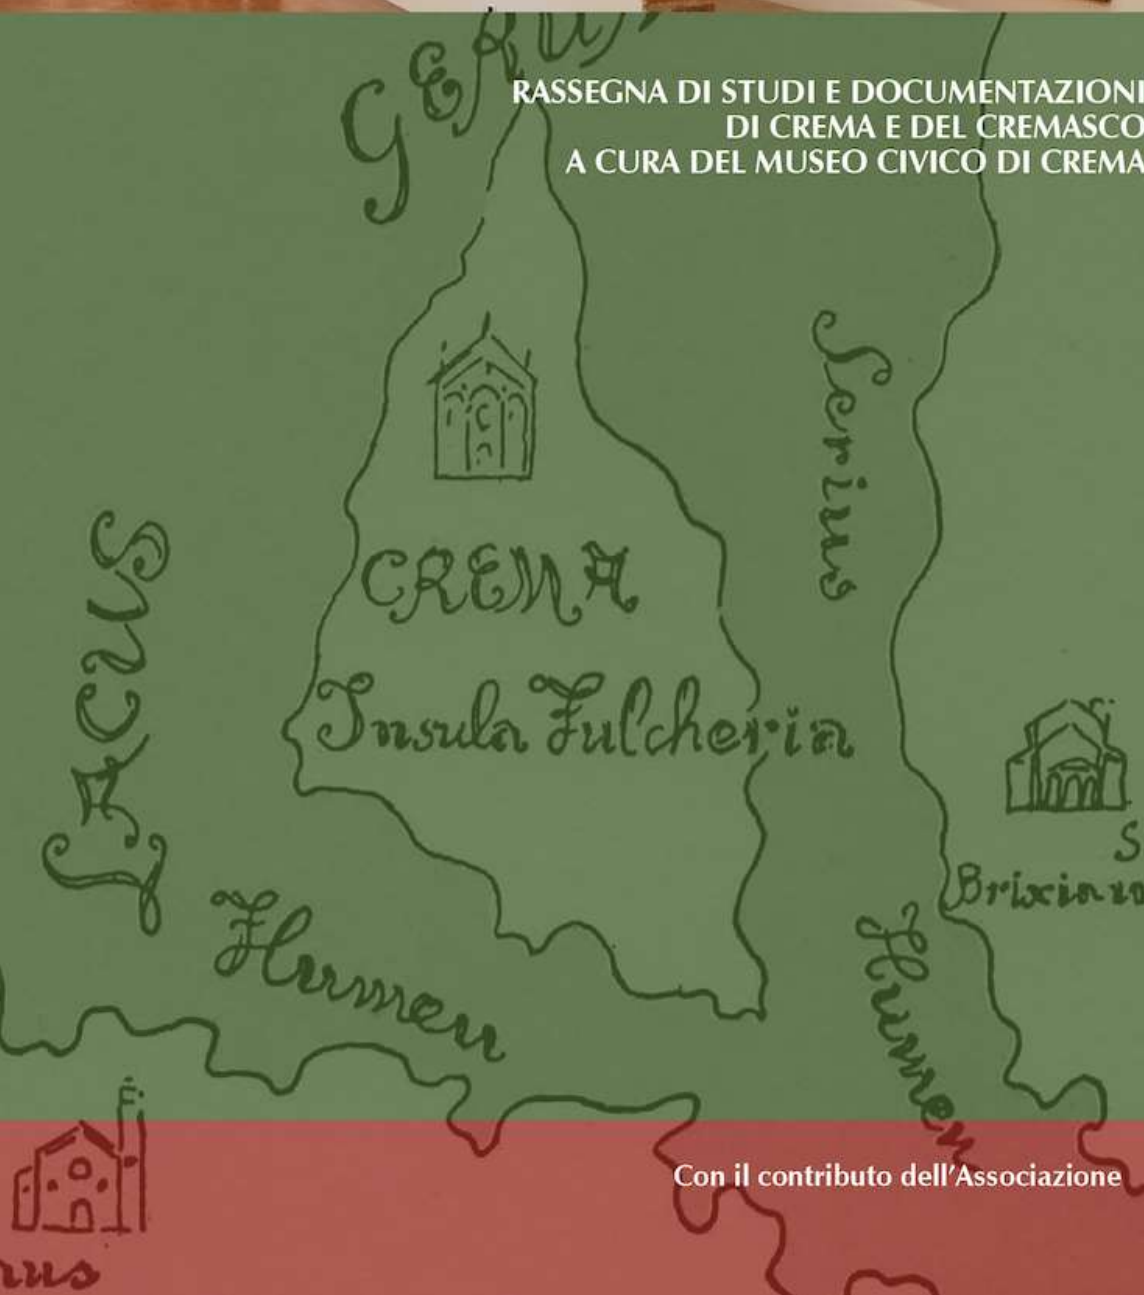 RASSEGNA DI STUDI E DOCUMENTAZIONI
DI CREMA E DEL CREMASCO
A CURA DEL MUSEO CIVICO DI CREMA
Serius
CREMA
Insula Fulcheria
Lacus
Flumen
Flumen
Con il contributo dell'Associazione